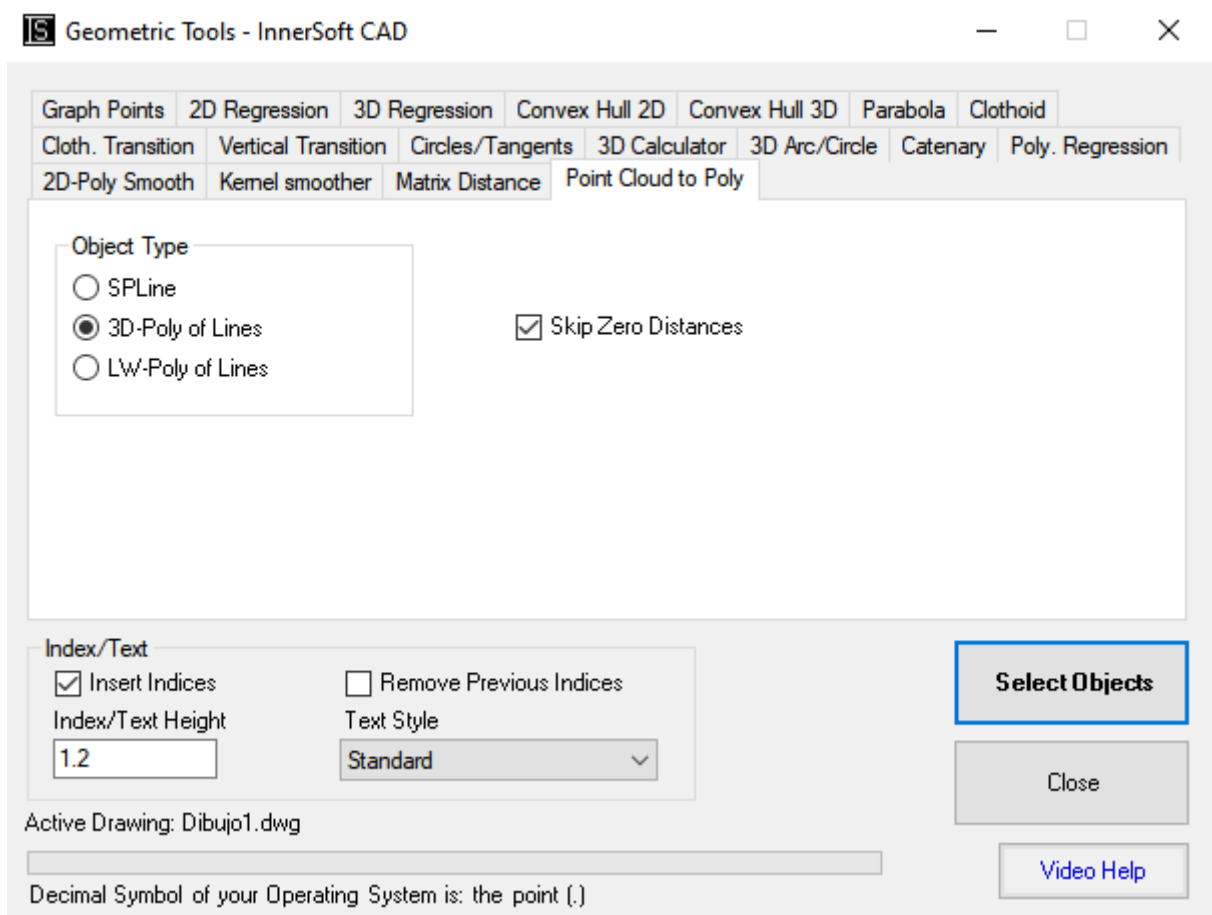 Geometric Tools - InnerSoft CAD
Graph Points 2D Regression 3D Regression Convex Hull 2D Convex Hull 3D Parabola Clothoid
Cloth. Transition Vertical Transition Circles/Tangents 3D Calculator 3D Arc/Circle Catenary Poly. Regression
2D-Poly Smooth Kernel smoother Matrix Distance Point Cloud to Poly
Object Type
SPLine
3D-Poly of Lines Skip Zero Distances
LW-Poly of Lines
Index/Text
Insert Indices Remove Previous Indices Select Objects
Index/Text Height Text Style
1.2 Standard
Close
Active Drawing: Dibujo1.dwg
Video Help
Decimal Symbol of your Operating System is: the point (.)